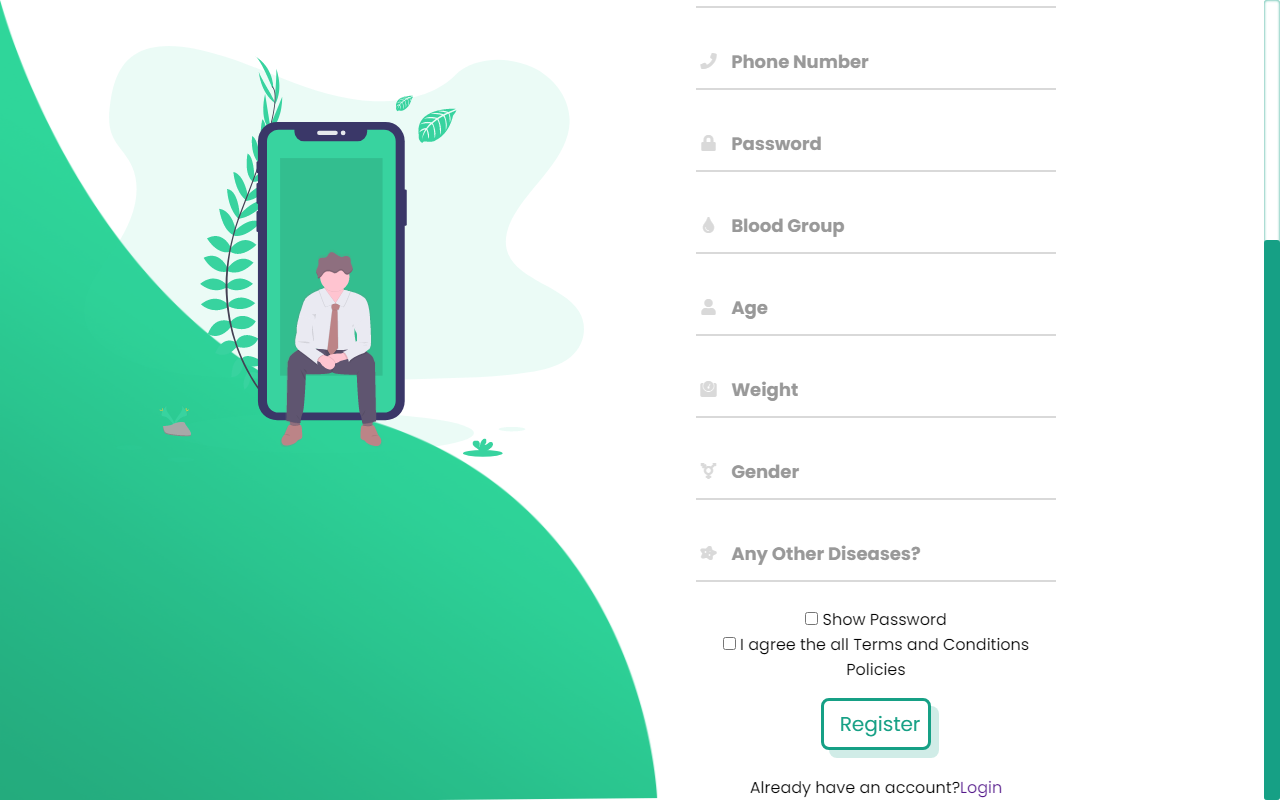 Phone Number
Password
Blood Group
Age
Weight
Gender
Any Other Diseases?
Show Password
I agree the all Terms and Conditions
Policies
Register
Already have an account?Login